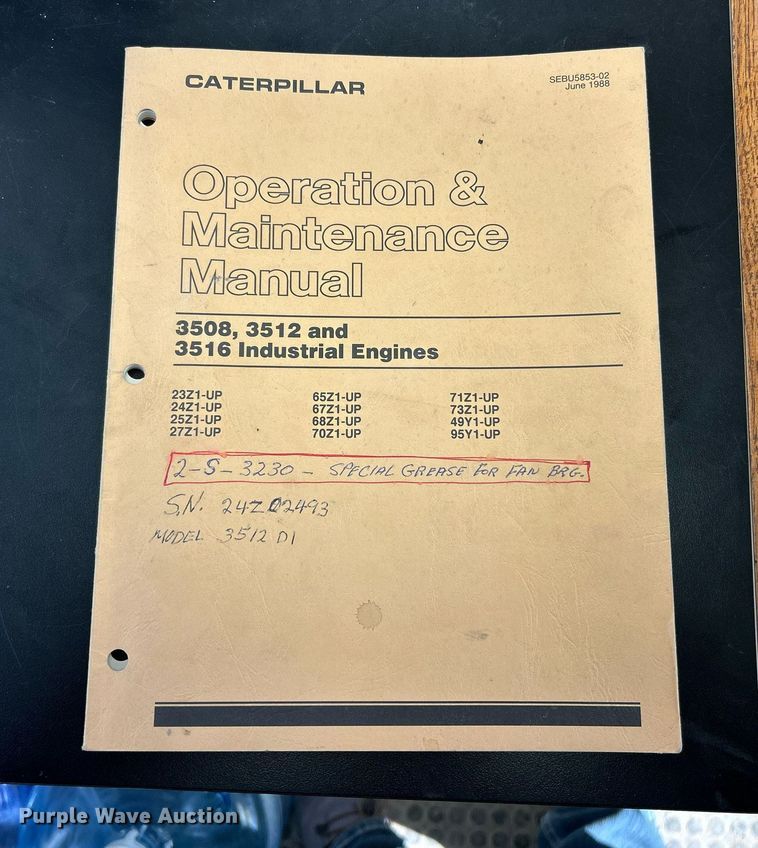 CATERPILLAR
SEBU5853-02
June 1988
Operation &
Maintenance
Manual
3508, 3512 and
3516 Industrial Engines
23Z1-UP 65Z1-UP 71Z1-UP
24Z1-UP 67Z1-UP 73Z1-UP
25Z1-UP 68Z1-UP 49Y1-UP
27Z1-UP 70Z1-UP 95Y1-UP
2-S-3230 - SPECIAL GREASE FOR FAN BRG.
S.N. 24Z02493
MODEL 3512 DI
Purple Wave Auction